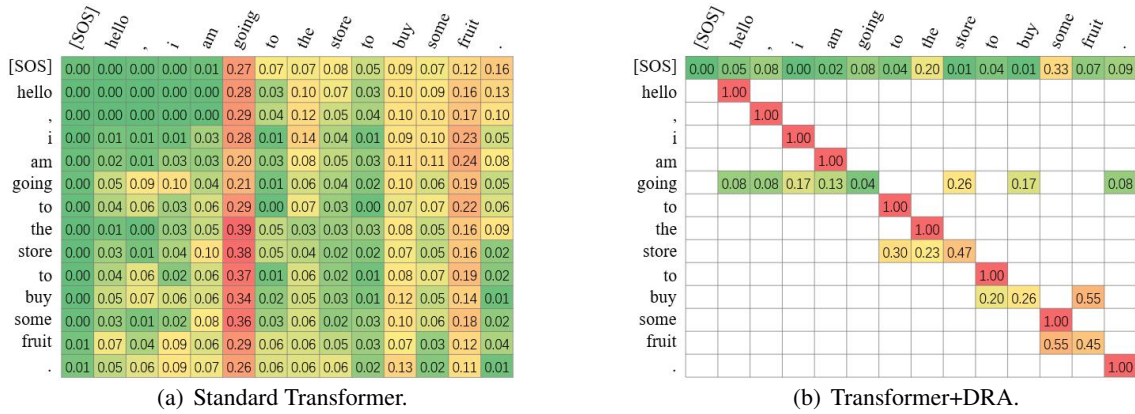 [SOS] hello , i am going to the store to buy some fruit .
[SOS] 0.00 0.00 0.00 0.00 0.01 0.27 0.07 0.07 0.08 0.05 0.09 0.07 0.12 0.16
hello 0.00 0.00 0.00 0.00 0.00 0.28 0.03 0.10 0.07 0.03 0.10 0.09 0.16 0.13
, 0.00 0.00 0.00 0.00 0.00 0.29 0.04 0.12 0.05 0.04 0.10 0.10 0.17 0.10
i 0.00 0.01 0.01 0.01 0.03 0.28 0.01 0.14 0.04 0.01 0.09 0.10 0.23 0.05
am 0.00 0.02 0.01 0.03 0.03 0.20 0.03 0.08 0.05 0.03 0.11 0.11 0.24 0.08
going 0.00 0.05 0.09 0.10 0.04 0.21 0.01 0.06 0.04 0.02 0.10 0.06 0.19 0.05
to 0.00 0.04 0.06 0.03 0.06 0.29 0.00 0.07 0.03 0.00 0.07 0.07 0.22 0.06
the 0.00 0.01 0.00 0.03 0.05 0.39 0.05 0.03 0.03 0.03 0.08 0.05 0.16 0.09
store 0.00 0.03 0.01 0.04 0.10 0.38 0.05 0.04 0.02 0.02 0.07 0.05 0.16 0.02
to 0.00 0.04 0.06 0.02 0.06 0.37 0.01 0.06 0.02 0.01 0.08 0.07 0.19 0.02
buy 0.00 0.05 0.07 0.06 0.06 0.34 0.02 0.05 0.03 0.01 0.12 0.05 0.14 0.01
some 0.00 0.03 0.01 0.02 0.08 0.36 0.03 0.06 0.02 0.03 0.10 0.06 0.18 0.02
fruit 0.01 0.07 0.04 0.09 0.06 0.29 0.06 0.06 0.05 0.03 0.07 0.03 0.12 0.04
. 0.01 0.05 0.06 0.09 0.07 0.26 0.06 0.06 0.06 0.02 0.13 0.02 0.11 0.01
(a) Standard Transformer.
[SOS] hello , i am going to the store to buy some fruit .
[SOS] 0.00 0.05 0.08 0.00 0.02 0.08 0.04 0.20 0.01 0.04 0.01 0.33 0.07 0.09
hello 1.00
, 1.00
i 1.00
am 1.00
going 0.08 0.08 0.17 0.13 0.04 0.26 0.17 0.08
to 1.00
the 1.00
store 0.30 0.23 0.47
to 1.00
buy 0.20 0.26 0.55
some 1.00
fruit 0.55 0.45
. 1.00
(b) Transformer+DRA.